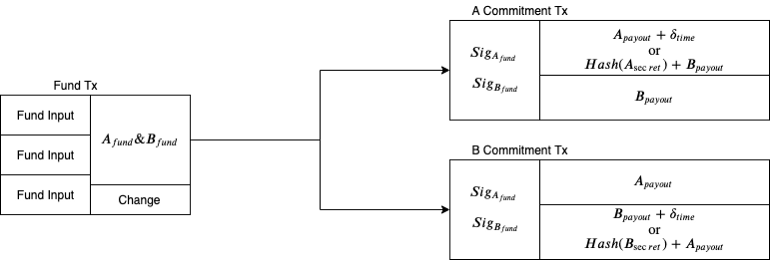 A Commitment Tx
Sig_{A_{fund}}
Sig_{B_{fund}}
A_{payout} + δ_{time}
or
Hash(A_{sec ret}) + B_{payout}
B_{payout}
Fund Tx
Fund Input
Fund Input
Fund Input
A_{fund}&B_{fund}
Change
B Commitment Tx
Sig_{A_{fund}}
Sig_{B_{fund}}
A_{payout}
B_{payout} + δ_{time}
or
Hash(B_{sec ret}) + A_{payout}